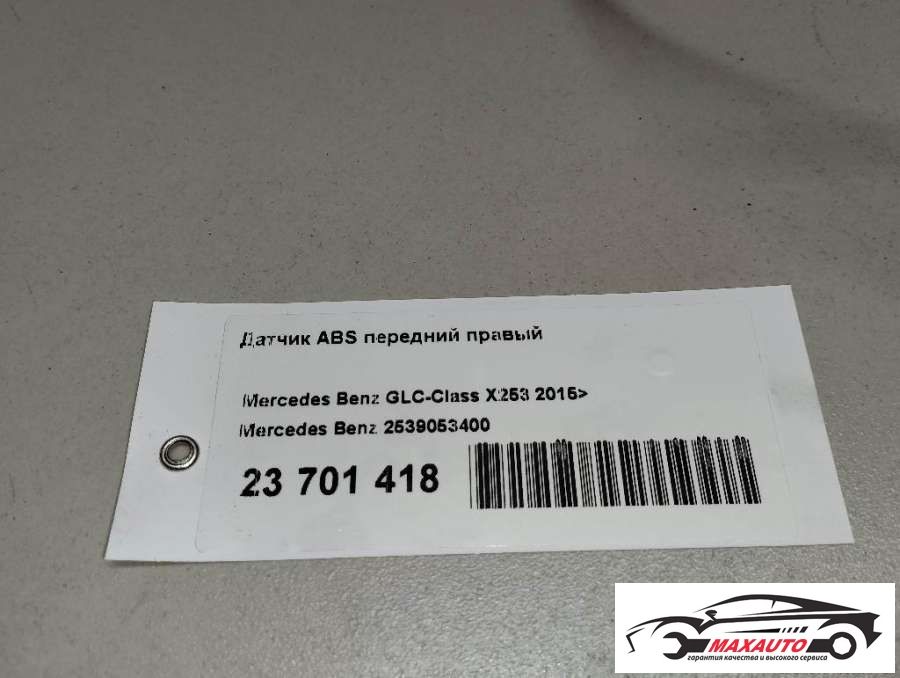 Датчик ABS передний правый
Mercedes Benz GLC-Class X253 2015>
Mercedes Benz 2539053400
23 701 418
MAXAUTO
гарантия качества и высокого сервиса